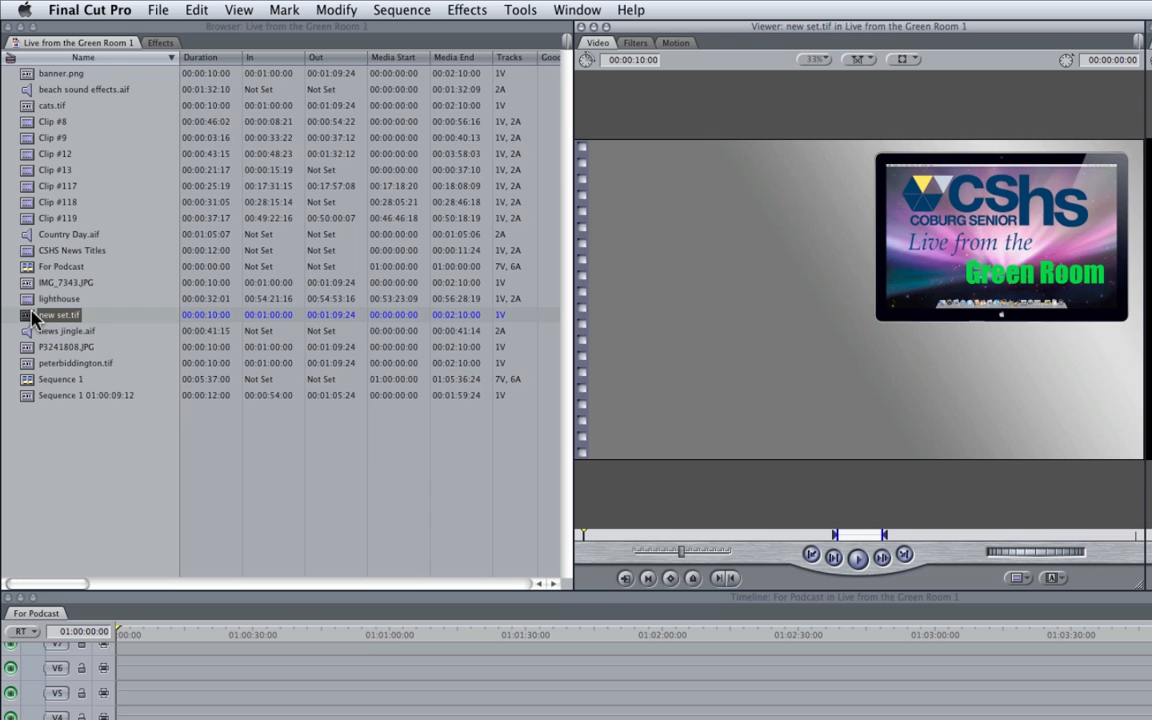 Final Cut Pro File Edit View Mark Modify Sequence Effects Tools Window Help
Browser: Live from the Green Room 1
Viewer: new set.tif in Live from the Green Room 1
Live from the Green Room 1 Effects
Video Filters Motion
Name Duration In Out Media Start Media End Tracks Good
00:00:10:00 33% 00:00:00:00
banner.png 00:00:10:00 00:01:00:00 00:01:09:24 00:00:00:00 00:02:10:00 1V
beach sound effects.aif 00:01:32:10 Not Set Not Set 00:00:00:00 00:01:32:09 2A
cats.tif 00:00:10:00 00:01:00:00 00:01:09:24 00:00:00:00 00:02:10:00 1V
Clip #8 00:00:46:02 00:00:08:21 00:00:54:22 00:00:00:00 00:00:56:16 1V, 2A
Clip #9 00:00:03:16 00:00:33:22 00:00:37:12 00:00:00:00 00:00:40:13 1V, 2A
Clip #12 00:00:43:15 00:00:48:23 00:01:32:12 00:00:00:00 00:03:58:03 1V, 2A
Clip #13 00:00:21:17 00:00:15:19 Not Set 00:00:00:00 00:00:37:10 1V, 2A
Clip #117 00:00:25:19 00:17:31:15 00:17:57:08 00:17:18:20 00:18:08:09 1V, 2A
Clip #118 00:00:31:05 00:28:15:14 Not Set 00:28:05:21 00:28:46:18 1V, 2A
Clip #119 00:00:37:17 00:49:22:16 00:50:00:07 00:46:46:18 00:50:18:19 1V, 2A
Country Day.aif 00:01:05:07 Not Set Not Set 00:00:00:00 00:01:05:06 2A
CSHS News Titles 00:00:12:00 Not Set Not Set 00:00:00:00 00:00:11:24 1V, 2A
For Podcast 00:00:00:00 Not Set Not Set 01:00:00:00 01:00:00:00 7V, 6A
IMG_7343.JPG 00:00:10:00 00:01:00:00 00:01:09:24 00:00:00:00 00:02:10:00 1V
lighthouse 00:00:32:01 00:54:21:16 00:54:53:16 00:53:23:09 00:56:28:19 1V, 2A
new set.tif 00:00:10:00 00:01:00:00 00:01:09:24 00:00:00:00 00:02:10:00 1V
news jingle.aif 00:00:41:15 Not Set Not Set 00:00:00:00 00:00:41:14 2A
P3241808.JPG 00:00:10:00 00:01:00:00 00:01:09:24 00:00:00:00 00:02:10:00 1V
peterbiddington.tif 00:00:10:00 00:01:00:00 00:01:09:24 00:00:00:00 00:02:10:00 1V
Sequence 1 00:05:37:00 Not Set Not Set 01:00:00:00 01:05:36:24 7V, 6A
Sequence 1 01:00:09:12 00:00:12:00 00:00:54:00 00:01:05:24 00:00:00:00 00:01:59:24 1V
CShs
COBURG SENIOR
Live from the
Green Room
A
Timeline: For Podcast in Live from the Green Room 1
For Podcast
RT 01:00:00:00 :00:00 01:00:30:00 01:01:00:00 01:01:30:00 01:02:00:00 01:02:30:00 01:03:00:00 01:03:30:00
V7
V6
V5
V4